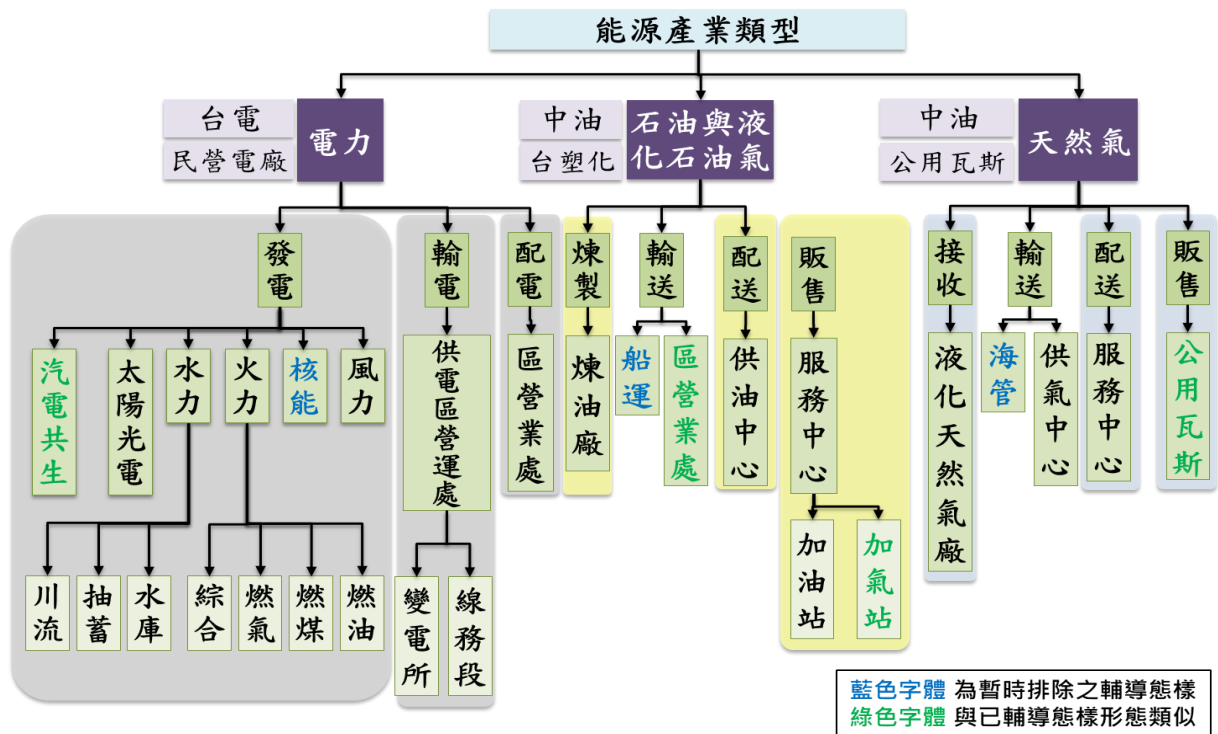 能源產業類型
台電
民營電廠
電力
中油
台塑化
石油與液
化石油氣
中油
公用瓦斯
天然氣
發電
輸電
配電
煉製
輸送
配送
販售
接收
輸送
配送
販售
汽電共生
太陽光電
水力
火力
核能
風力
供電區營運處
區營業處
煉油廠
船運
區營業處
供油中心
服務中心
液化天然氣廠
海管
供氣中心
服務中心
公用瓦斯
川流
抽蓄
水庫
綜合
燃氣
燃煤
燃油
變電所
線務段
加油站
加氣站
藍色字體 為暫時排除之輔導態樣
綠色字體 與已輔導態樣形態類似